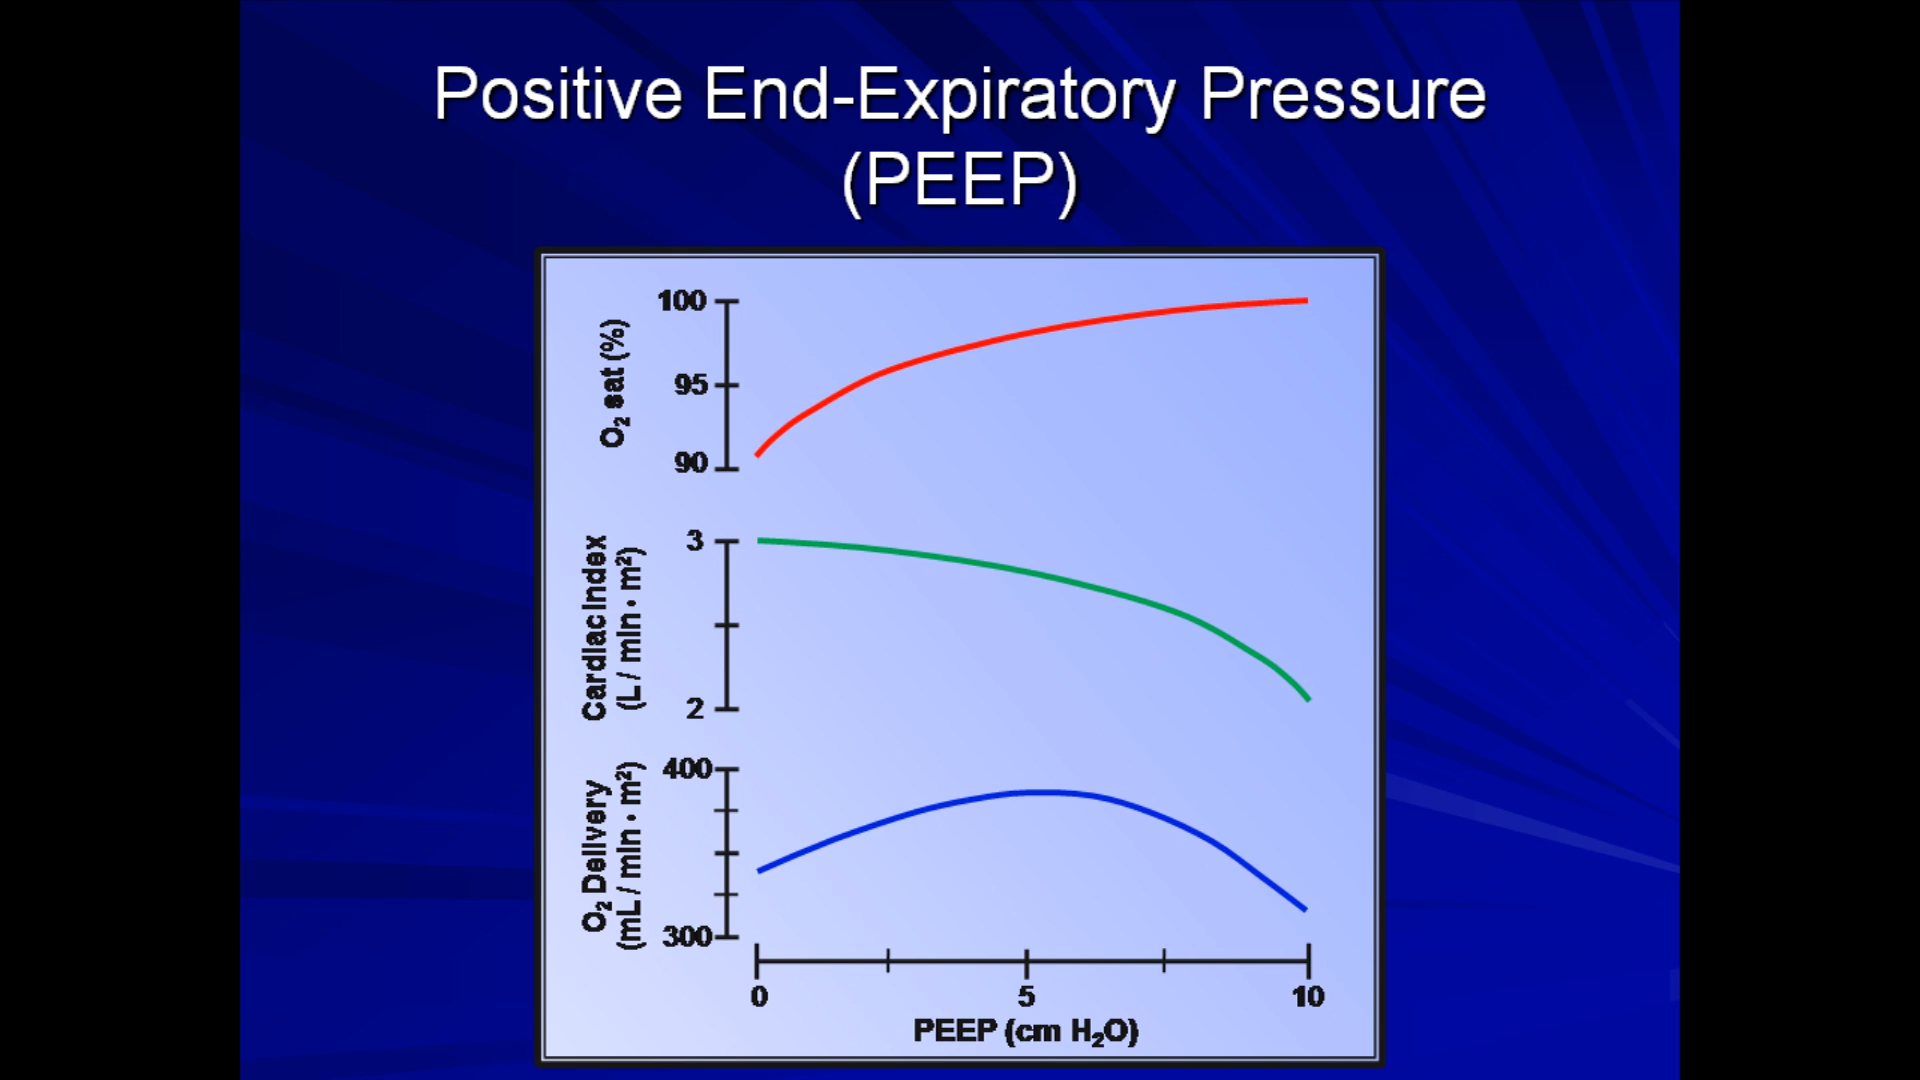 Positive End-Expiratory Pressure
(PEEP)
100
95
90
O₂ sat (%)
3
2
Cardiac Index
(L / min • m²)
400
300
O₂ Delivery
(mL / min • m²)
0 5 10
PEEP (cm H₂O)